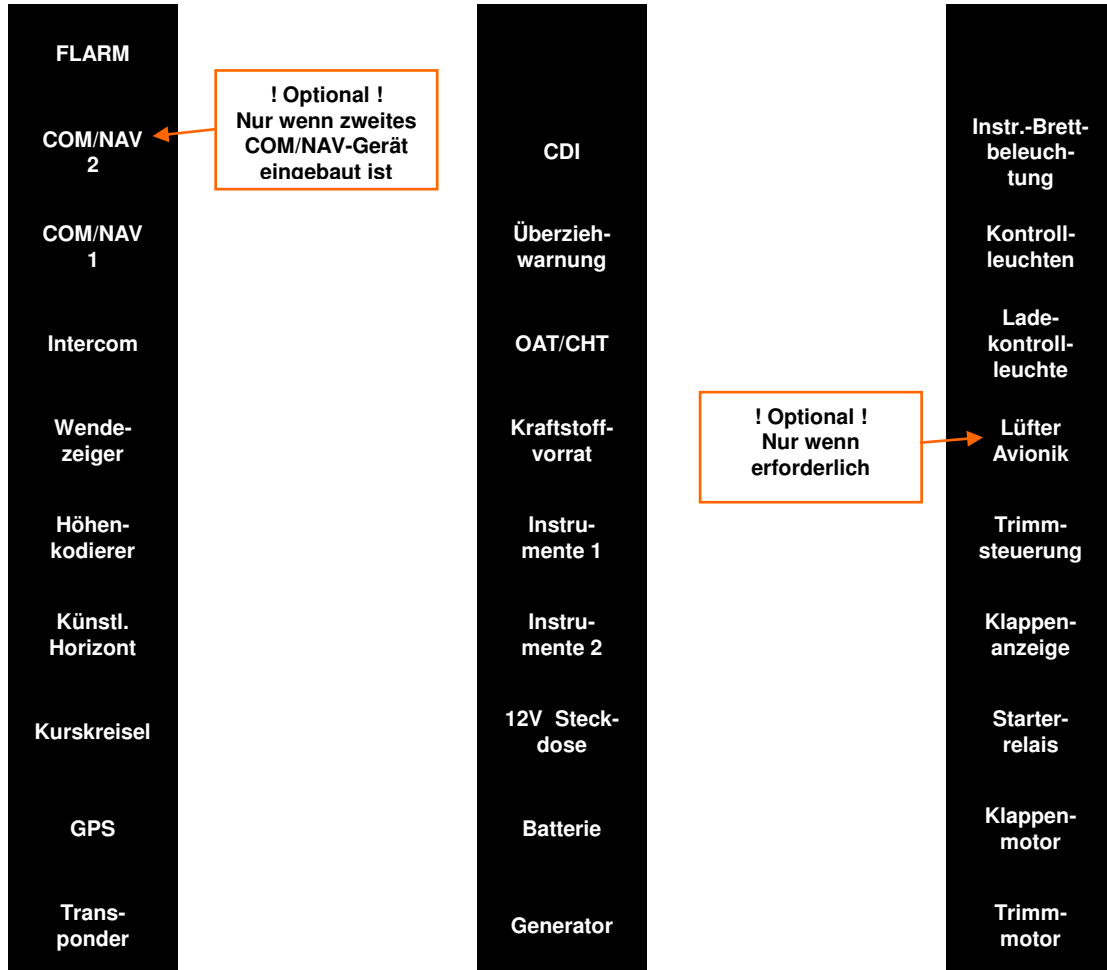 FLARM
COM/NAV
2
COM/NAV
1
Intercom
Wende-
zeiger
Höhen-
kodierer
Künstl.
Horizont
Kurskreisel
GPS
Trans-
ponder
! Optional !
Nur wenn zweites
COM/NAV-Gerät
eingebaut ist
CDI
Überzieh-
warnung
OAT/CHT
Kraftstoff-
vorrat
Instru-
mente 1
Instru-
mente 2
12V Steck-
dose
Batterie
Generator
! Optional !
Nur wenn
erforderlich
Instr.-Brett-
beleuch-
tung
Kontroll-
leuchten
Lade-
kontroll-
leuchte
Lüfter
Avionik
Trimm-
steuerung
Klappen-
anzeige
Starter-
relais
Klappen-
motor
Trimm-
motor